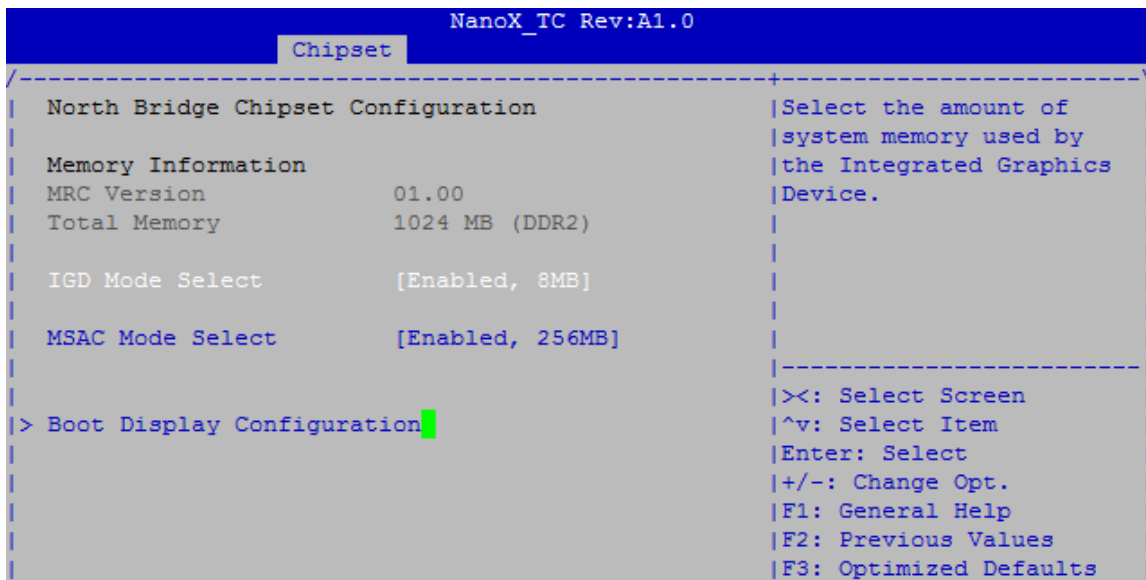 NanoX_TC Rev:A1.0
Chipset
North Bridge Chipset Configuration
Memory Information
MRC Version 01.00
Total Memory 1024 MB (DDR2)
IGD Mode Select [Enabled, 8MB]
MSAC Mode Select [Enabled, 256MB]
> Boot Display Configuration
Select the amount of
system memory used by
the Integrated Graphics
Device.
><: Select Screen
^v: Select Item
Enter: Select
+/-: Change Opt.
F1: General Help
F2: Previous Values
F3: Optimized Defaults